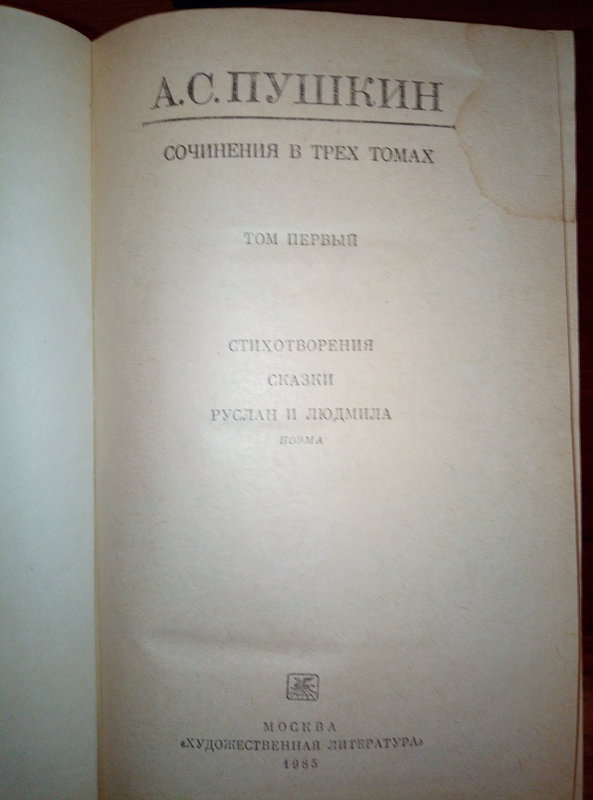 А.С.ПУШКИН
СОЧИНЕНИЯ В ТРЕХ ТОМАХ
ТОМ ПЕРВЫЙ
СТИХОТВОРЕНИЯ
СКАЗКИ
РУСЛАН И ЛЮДМИЛА
ПОЭМА
МОСКВА
«ХУДОЖЕСТВЕННАЯ ЛИТЕРАТУРА»
1985